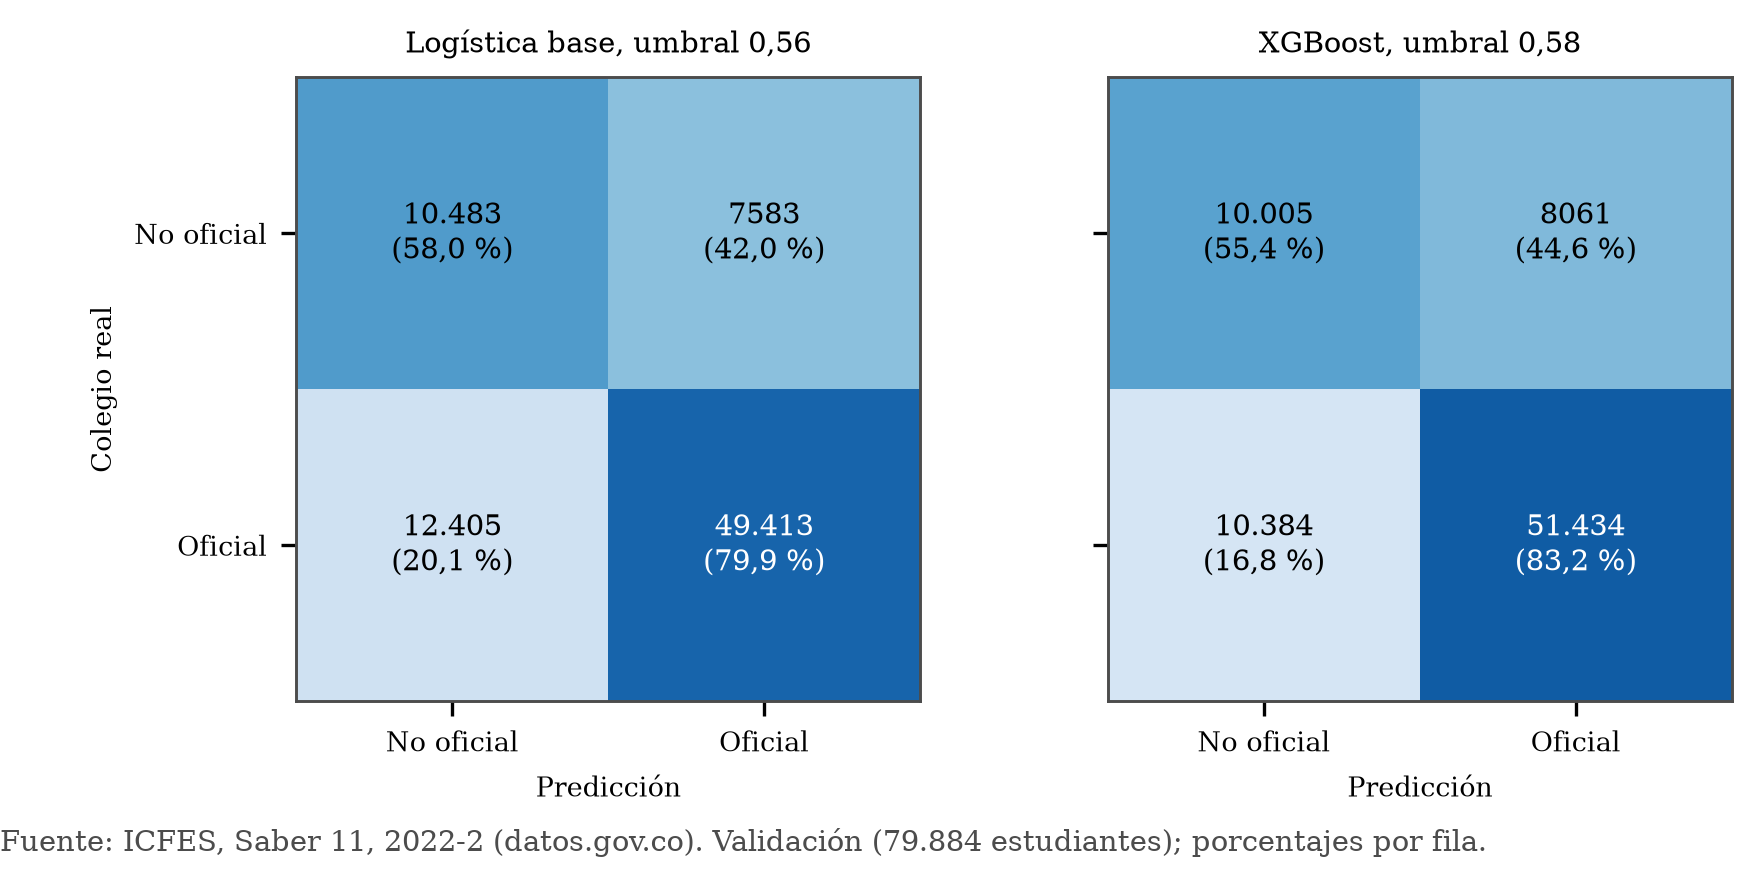 Logística base, umbral 0,56
XGBoost, umbral 0,58
Colegio real
No oficial
10.483
(58,0 %)
7583
(42,0 %)
10.005
(55,4 %)
8061
(44,6 %)
Oficial
12.405
(20,1 %)
49.413
(79,9 %)
10.384
(16,8 %)
51.434
(83,2 %)
No oficial
Oficial
No oficial
Oficial
Predicción
Predicción
Fuente: ICFES, Saber 11, 2022-2 (datos.gov.co). Validación (79.884 estudiantes); porcentajes por fila.